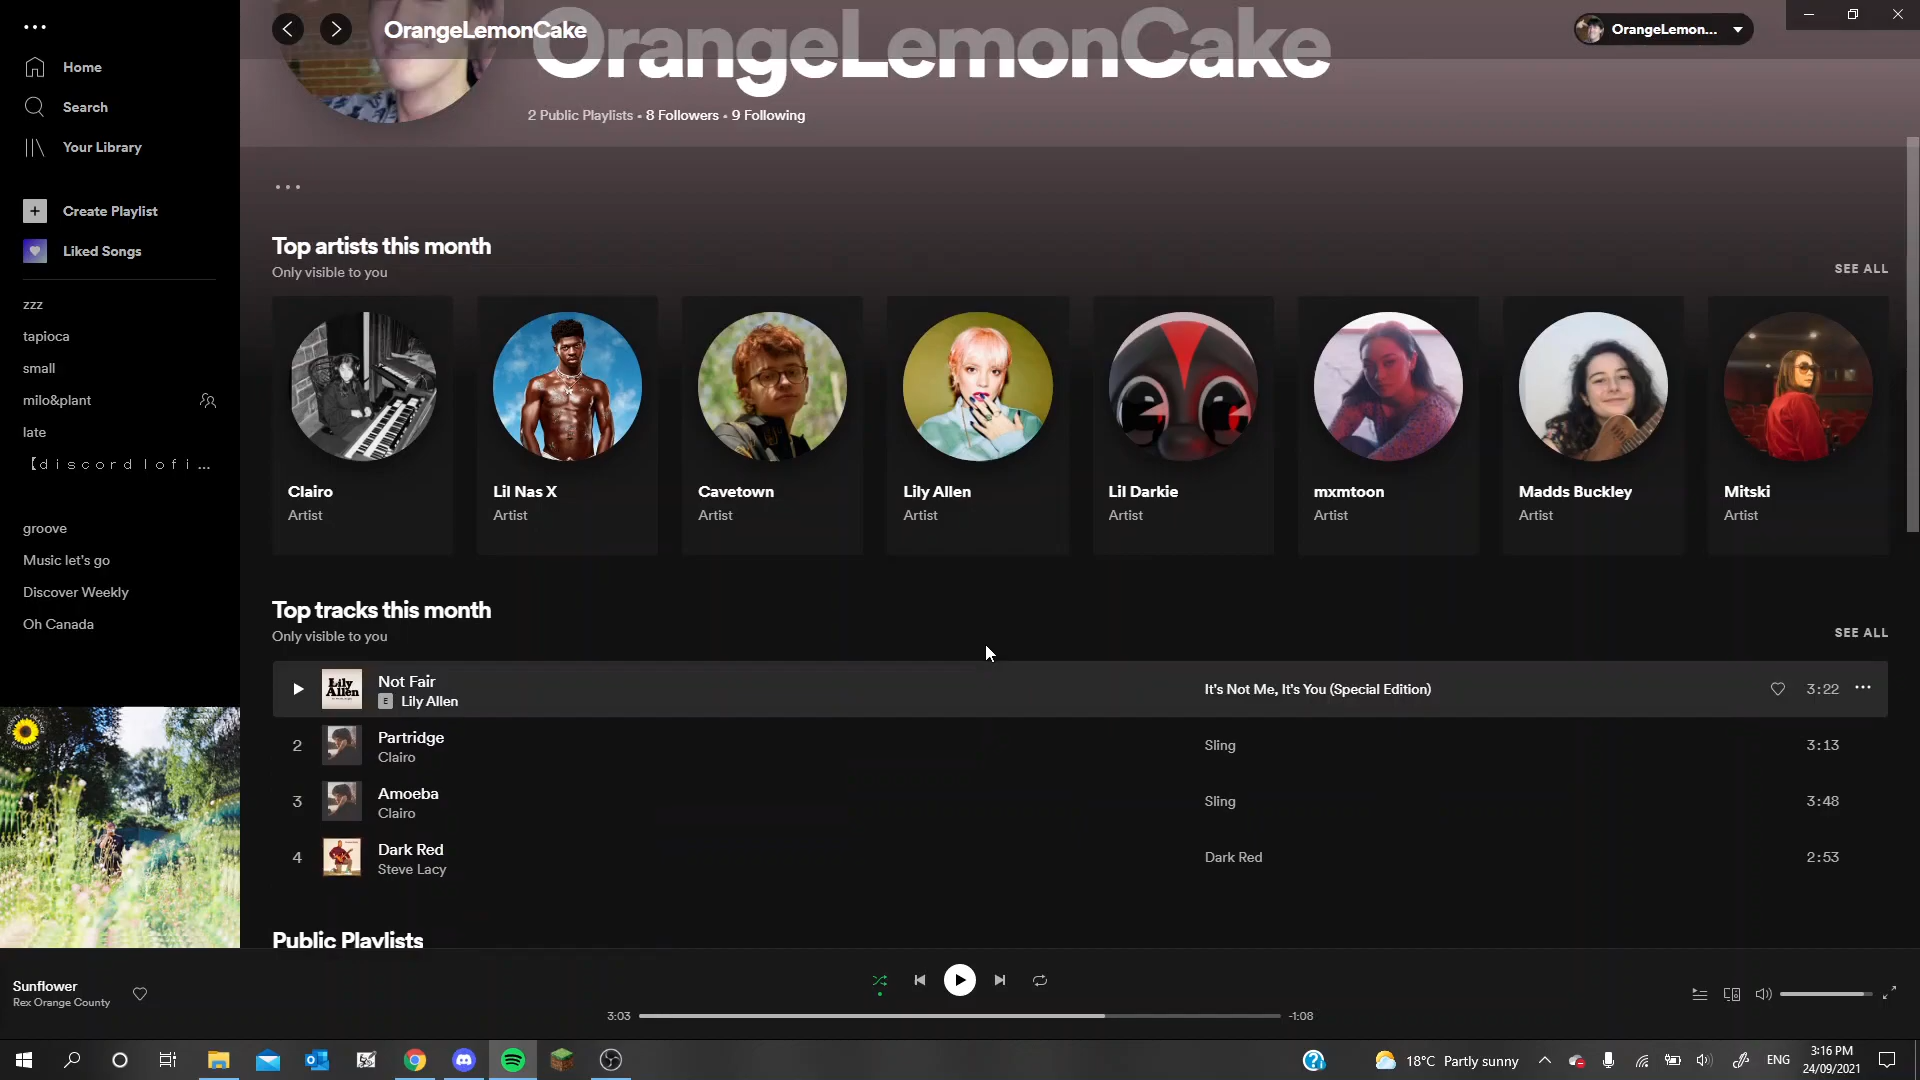 OrangeLemonCake
OrangeLemon...
OrangeLemonCake
2 Public Playlists • 8 Followers • 9 Following
Home
Search
Your Library
Create Playlist
Liked Songs
zzz
tapioca
small
milo&plant
late
【d i s c o r d  l o f i ...
groove
Music let's go
Discover Weekly
Oh Canada
Top artists this month
Only visible to you
SEE ALL
Clairo
Artist
Lil Nas X
Artist
Cavetown
Artist
Lily Allen
Artist
Lil Darkie
Artist
mxmtoon
Artist
Madds Buckley
Artist
Mitski
Artist
Top tracks this month
Only visible to you
SEE ALL
Lily Allen
Not Fair
E Lily Allen
It's Not Me, It's You (Special Edition)
3:22
2
Partridge
Clairo
Sling
3:13
3
Amoeba
Clairo
Sling
3:48
4
Dark Red
Steve Lacy
Dark Red
2:53
Public Playlists
Sunflower
Rex Orange County
3:03
-1:08
18°C Partly sunny
ENG
3:16 PM
24/09/2021